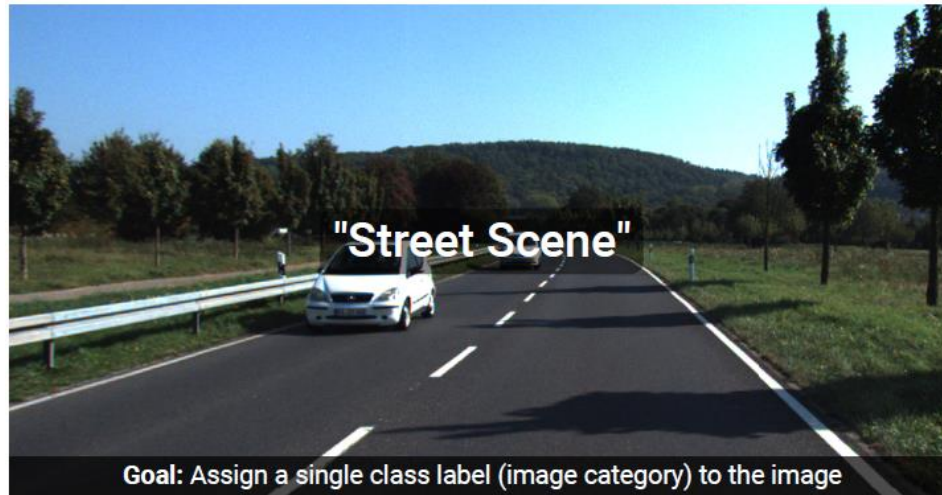 "Street Scene"
Goal: Assign a single class label (image category) to the image